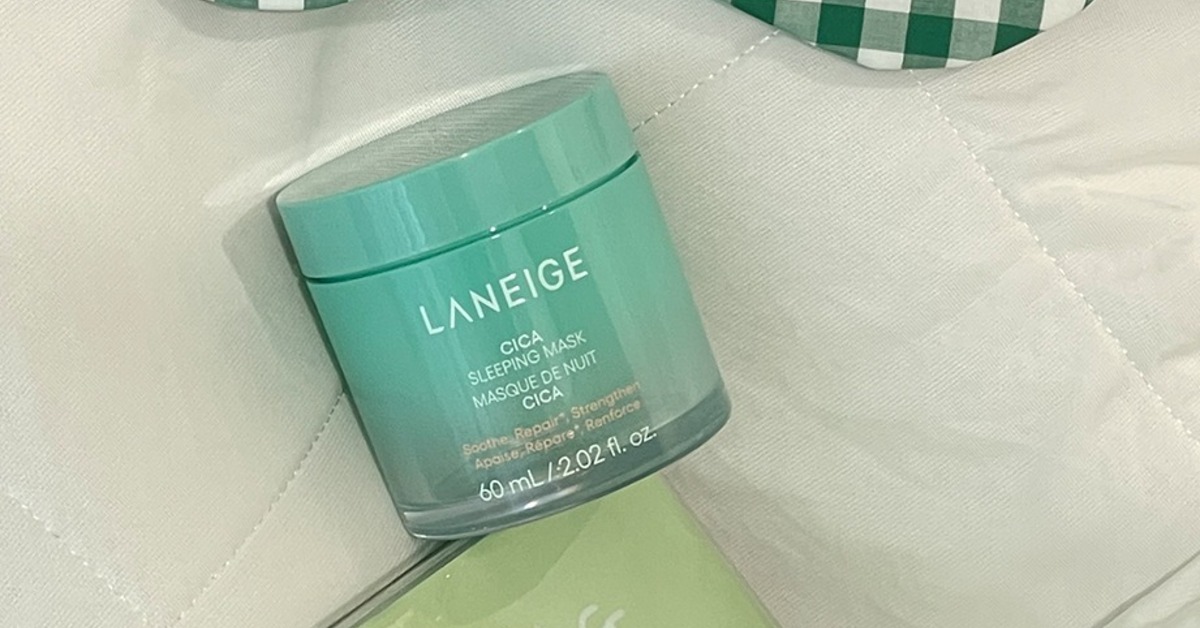 LANEIGE
CICA
SLEEPING MASK
MASQUE DE NUIT
CICA
Soothe, Repair*, Strengthen
Apaise, Répare*, Renforce
60 mL / 2.02 fl. oz.